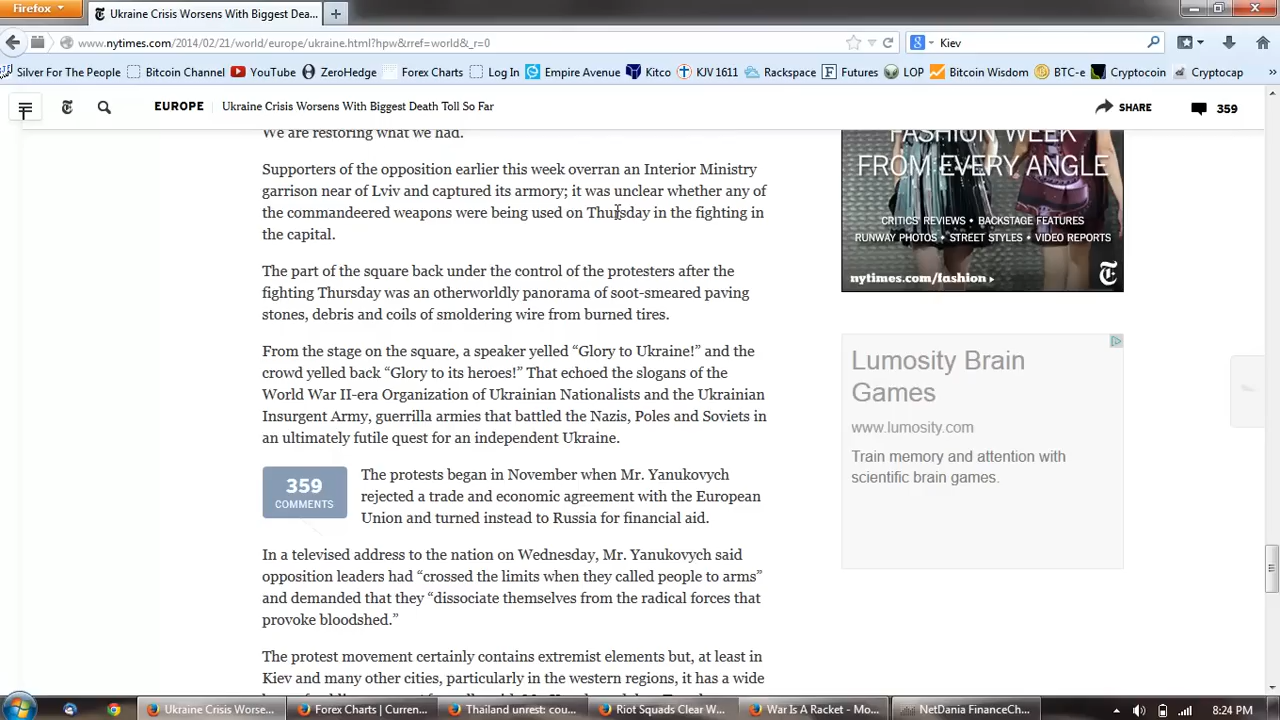 Firefox
Ukraine Crisis Worsens With Biggest Dea...
www.nytimes.com/2014/02/21/world/europe/ukraine.html?hpw&rref=world&_r=0
Kiev
Silver For The People Bitcoin Channel YouTube ZeroHedge Forex Charts Log In Empire Avenue Kitco KJV 1611 Rackspace Futures LOP Bitcoin Wisdom BTC-e Cryptocoin Cryptocap »
EUROPE Ukraine Crisis Worsens With Biggest Death Toll So Far SHARE 359
We are restoring what we had.
Supporters of the opposition earlier this week overran an Interior Ministry
garrison near of Lviv and captured its armory; it was unclear whether any of
the commandeered weapons were being used on Thursday in the fighting in
the capital.
The part of the square back under the control of the protesters after the
fighting Thursday was an otherworldly panorama of soot-smeared paving
stones, debris and coils of smoldering wire from burned tires.
From the stage on the square, a speaker yelled “Glory to Ukraine!” and the
crowd yelled back “Glory to its heroes!” That echoed the slogans of the
World War II-era Organization of Ukrainian Nationalists and the Ukrainian
Insurgent Army, guerrilla armies that battled the Nazis, Poles and Soviets in
an ultimately futile quest for an independent Ukraine.
359
COMMENTS
The protests began in November when Mr. Yanukovych
rejected a trade and economic agreement with the European
Union and turned instead to Russia for financial aid.
In a televised address to the nation on Wednesday, Mr. Yanukovych said
opposition leaders had “crossed the limits when they called people to arms”
and demanded that they “dissociate themselves from the radical forces that
provoke bloodshed.”
The protest movement certainly contains extremist elements but, at least in
Kiev and many other cities, particularly in the western regions, it has a wide
FASHION WEEK
FROM EVERY ANGLE
CRITICS' REVIEWS • BACKSTAGE FEATURES
RUNWAY PHOTOS • STREET STYLES • VIDEO REPORTS
nytimes.com/fashion
Lumosity Brain
Games
www.lumosity.com
Train memory and attention with
scientific brain games.
Ukraine Crisis Worse... Forex Charts | Curren... Thailand unrest: cou... Riot Squads Clear W... War Is A Racket - Mo... NetDania FinanceCh... 8:24 PM